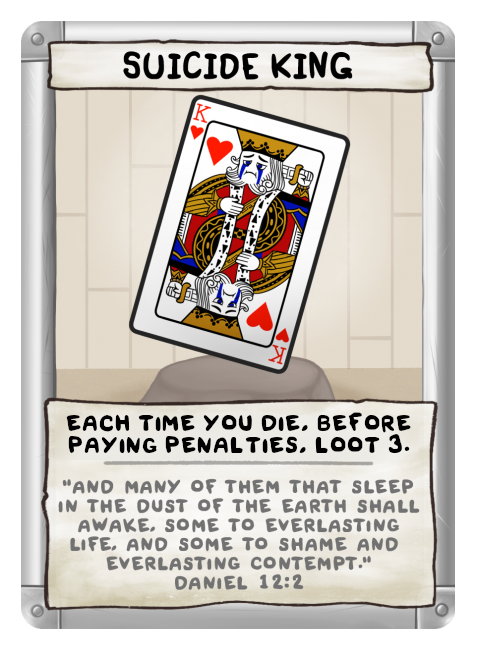 SUICIDE KING
K
K
EACH TIME YOU DIE, BEFORE
PAYING PENALTIES, LOOT 3.
"AND MANY OF THEM THAT SLEEP
IN THE DUST OF THE EARTH SHALL
AWAKE, SOME TO EVERLASTING
LIFE, AND SOME TO SHAME AND
EVERLASTING CONTEMPT."
DANIEL 12:2